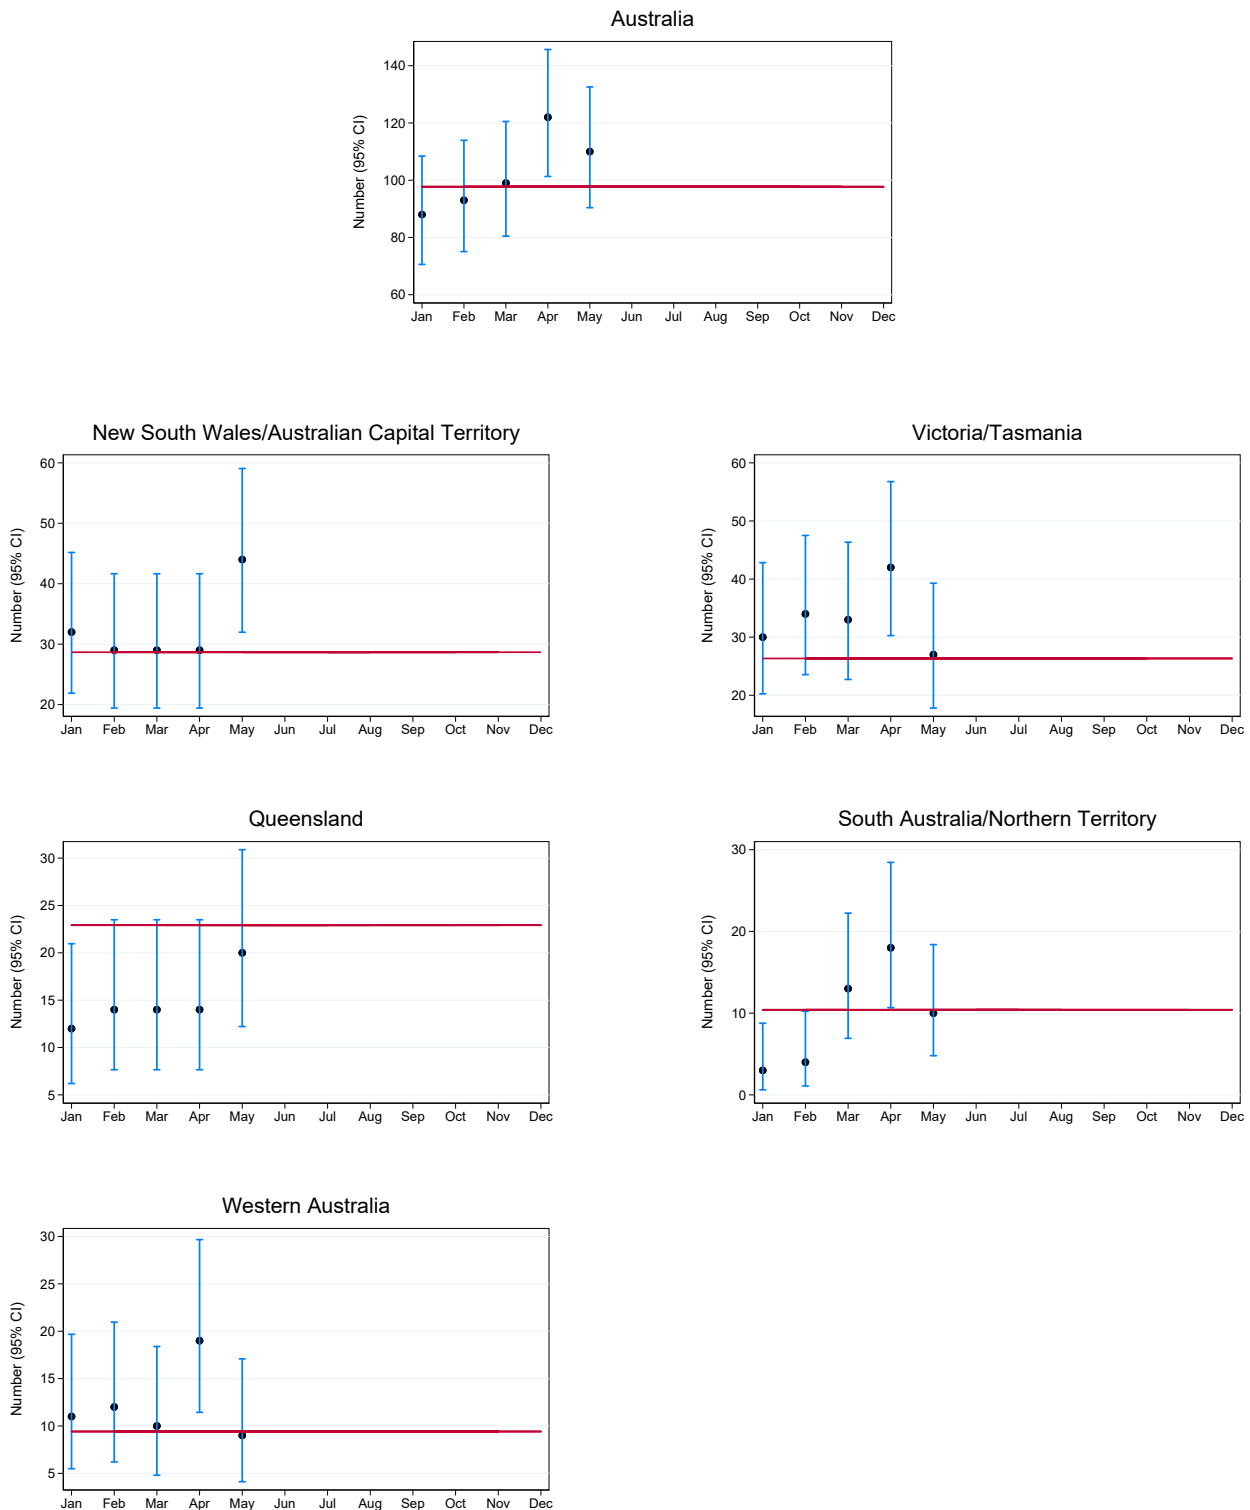 Australia
Number (95% CI)
140
120
100
80
60
Jan Feb Mar Apr May Jun Jul Aug Sep Oct Nov Dec
New South Wales/Australian Capital Territory
Number (95% CI)
60
50
40
30
20
Jan Feb Mar Apr May Jun Jul Aug Sep Oct Nov Dec
Victoria/Tasmania
Number (95% CI)
60
50
40
30
20
Jan Feb Mar Apr May Jun Jul Aug Sep Oct Nov Dec
Queensland
Number (95% CI)
30
25
20
15
10
5
Jan Feb Mar Apr May Jun Jul Aug Sep Oct Nov Dec
South Australia/Northern Territory
Number (95% CI)
30
20
10
0
Jan Feb Mar Apr May Jun Jul Aug Sep Oct Nov Dec
Western Australia
Number (95% CI)
30
25
20
15
10
5
Jan Feb Mar Apr May Jun Jul Aug Sep Oct Nov Dec